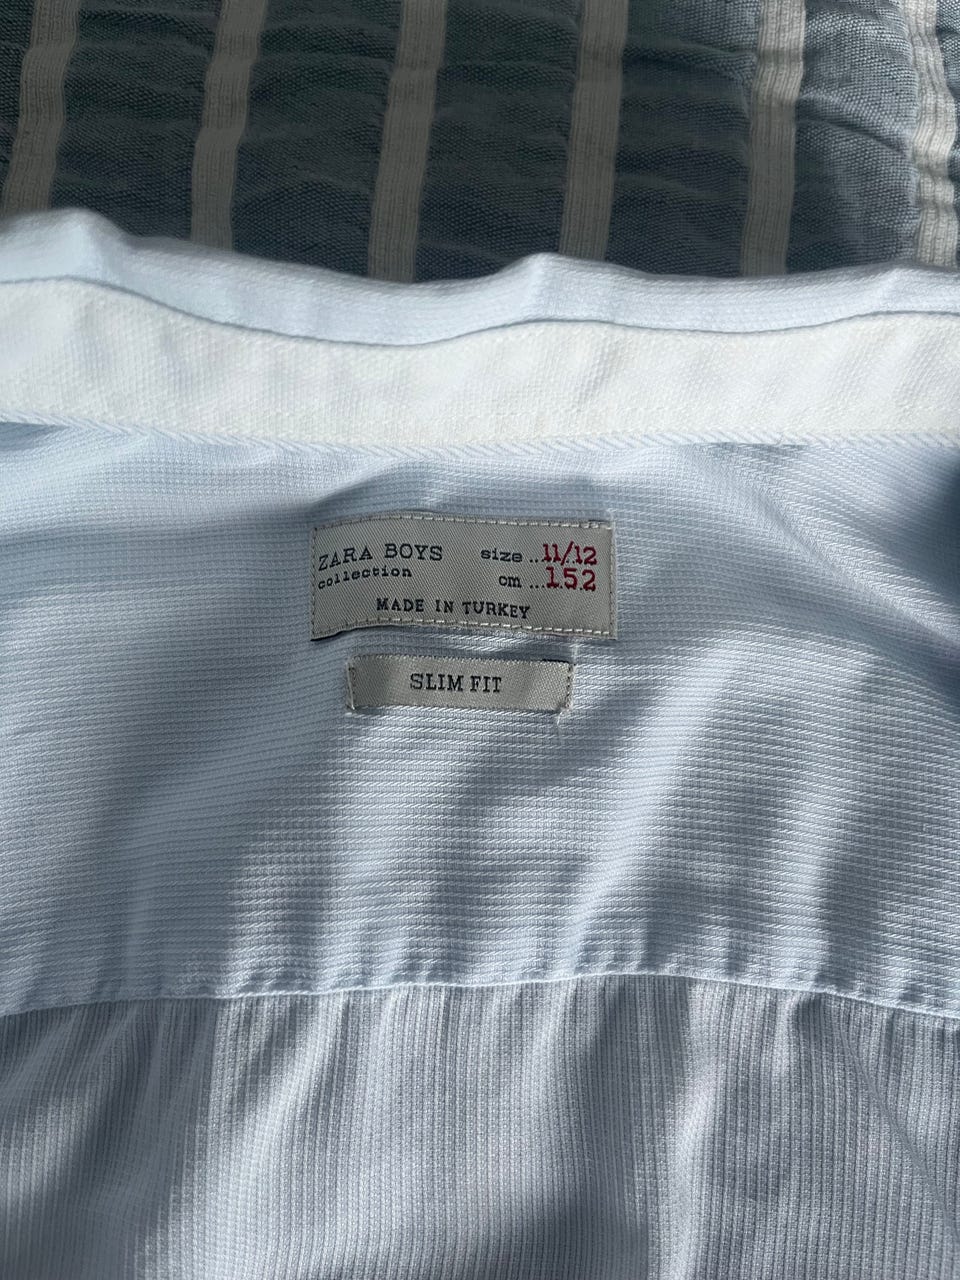 ZARA BOYS size ..11/12
collection cm ...152
MADE IN TURKEY
SLIM FIT